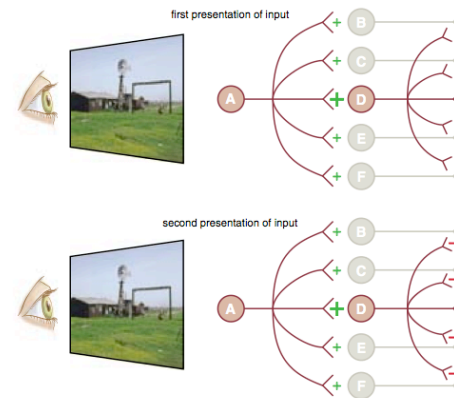 first presentation of input
B
+
C
+
A
+
D
E
+
F
+
second presentation of input
B
+
C
+
A
+
D
E
+
F
+